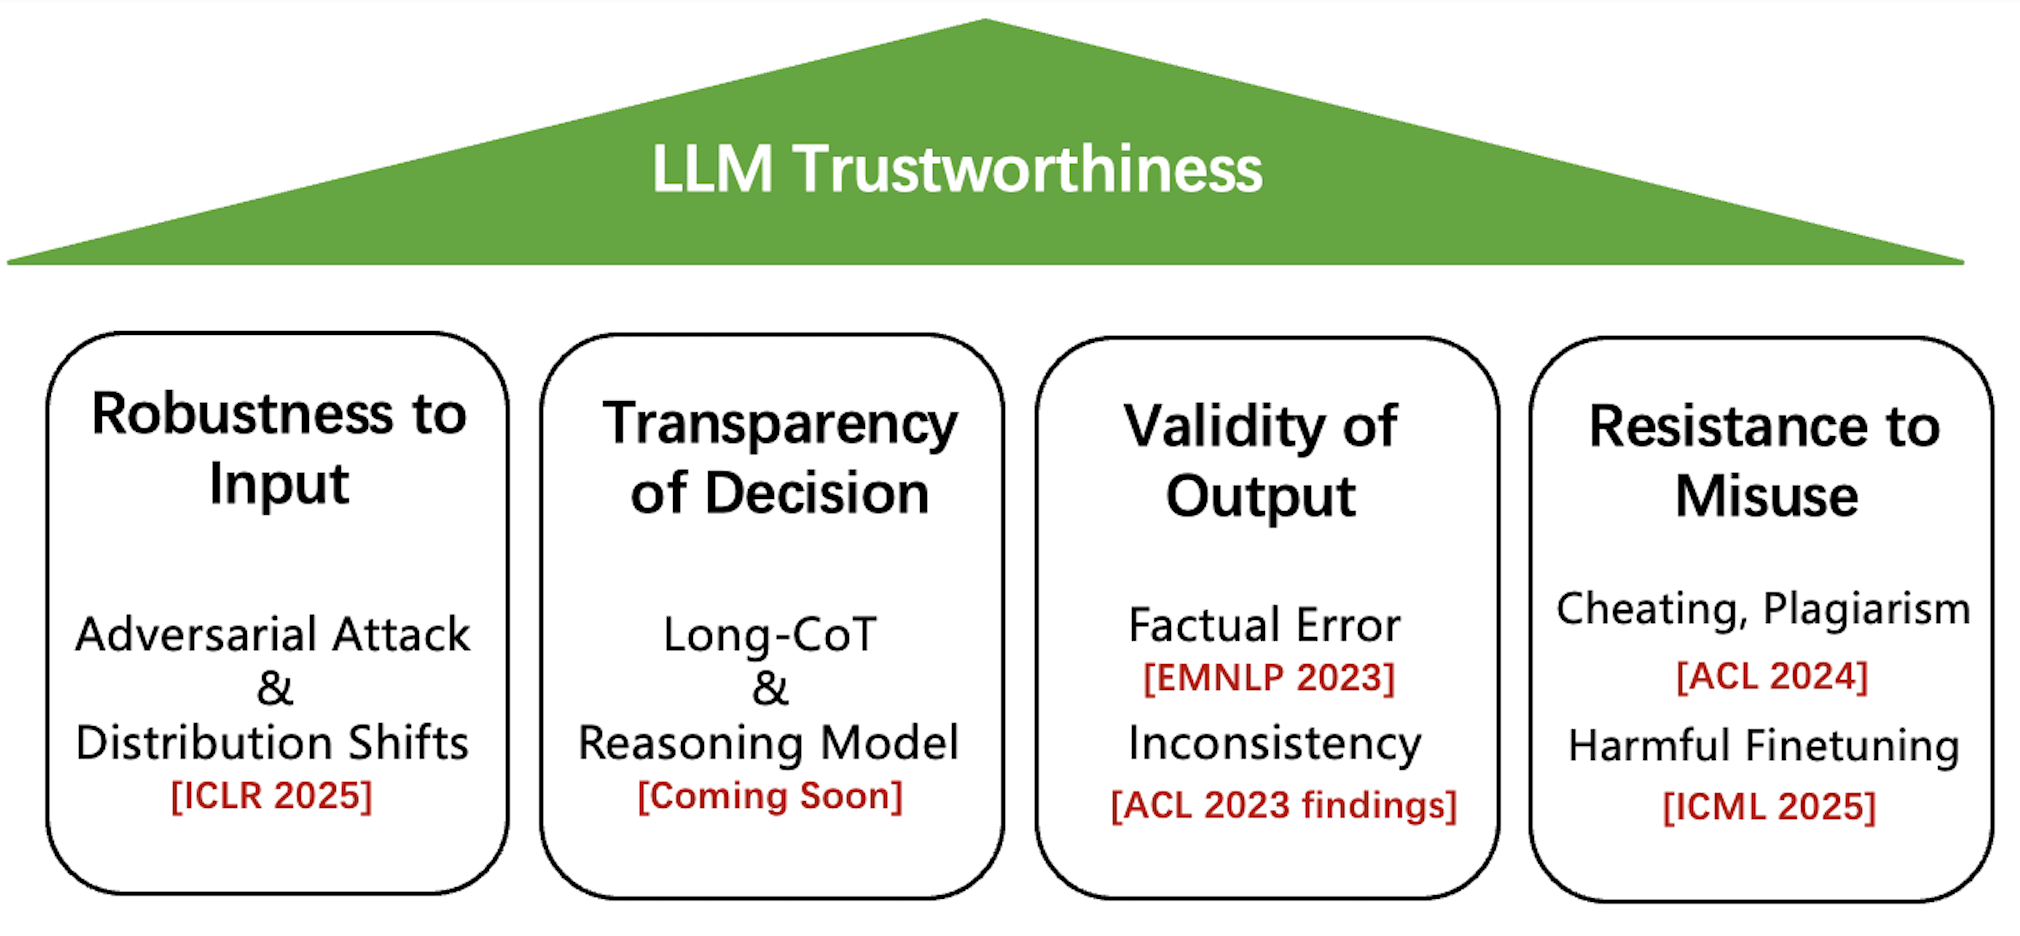 LLM Trustworthiness
Robustness to
Input
Adversarial Attack
&
Distribution Shifts
[ICLR 2025]
Transparency
of Decision
Long-CoT
&
Reasoning Model
[Coming Soon]
Validity of
Output
Factual Error
[EMNLP 2023]
Inconsistency
[ACL 2023 findings]
Resistance to
Misuse
Cheating, Plagiarism
[ACL 2024]
Harmful Finetuning
[ICML 2025]